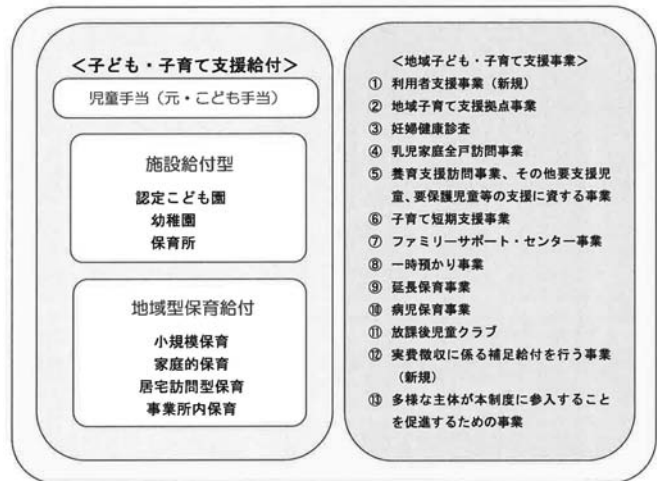 ＜子ども・子育て支援給付＞
児童手当（元・こども手当）
施設給付型
認定こども園
幼稚園
保育所
地域型保育給付
小規模保育
家庭的保育
居宅訪問型保育
事業所内保育
＜地域子ども・子育て支援事業＞
① 利用者支援事業（新規）
② 地域子育て支援拠点事業
③ 妊婦健康診査
④ 乳児家庭全戸訪問事業
⑤ 養育支援訪問事業、その他要支援児
童、要保護児童等の支援に資する事業
⑥ 子育て短期支援事業
⑦ ファミリーサポート・センター事業
⑧ 一時預かり事業
⑨ 延長保育事業
⑩ 病児保育事業
⑪ 放課後児童クラブ
⑫ 実費徴収に係る補足給付を行う事業
（新規）
⑬ 多様な主体が本制度に参入すること
を促進するための事業